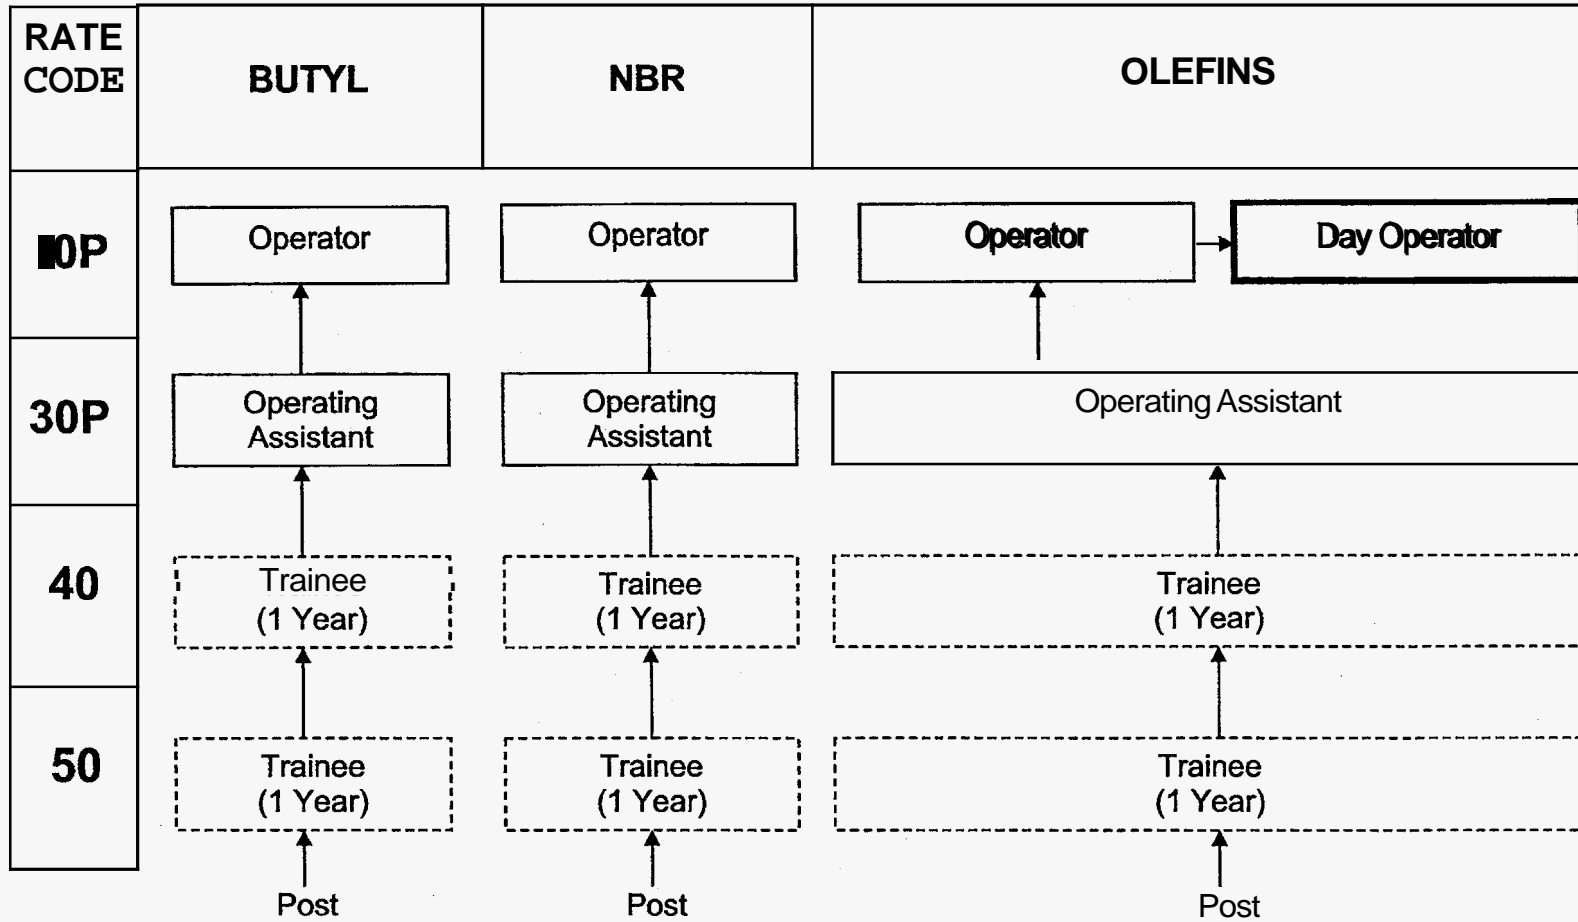 RATE
CODE
BUTYL
NBR
OLEFINS
0P
Operator
Operator
Operator
Day Operator
30P
Operating
Assistant
Operating
Assistant
Operating Assistant
40
Trainee
(1 Year)
Trainee
(1 Year)
Trainee
(1 Year)
50
Trainee
(1 Year)
Trainee
(1 Year)
Trainee
(1 Year)
Post
Post
Post